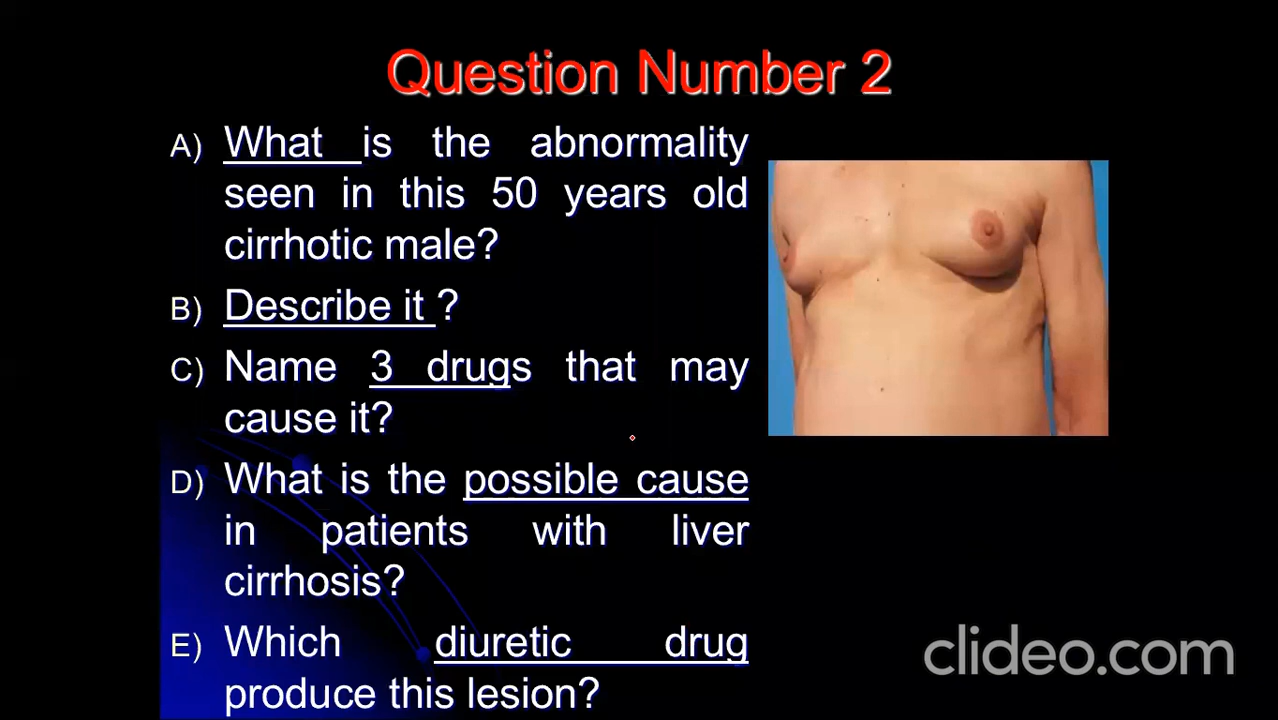 Question Number 2
A) What is the abnormality
seen in this 50 years old
cirrhotic male?
B) Describe it ?
C) Name 3 drugs that may
cause it?
D) What is the possible cause
in patients with liver
cirrhosis?
E) Which diuretic drug
produce this lesion?
clideo.com